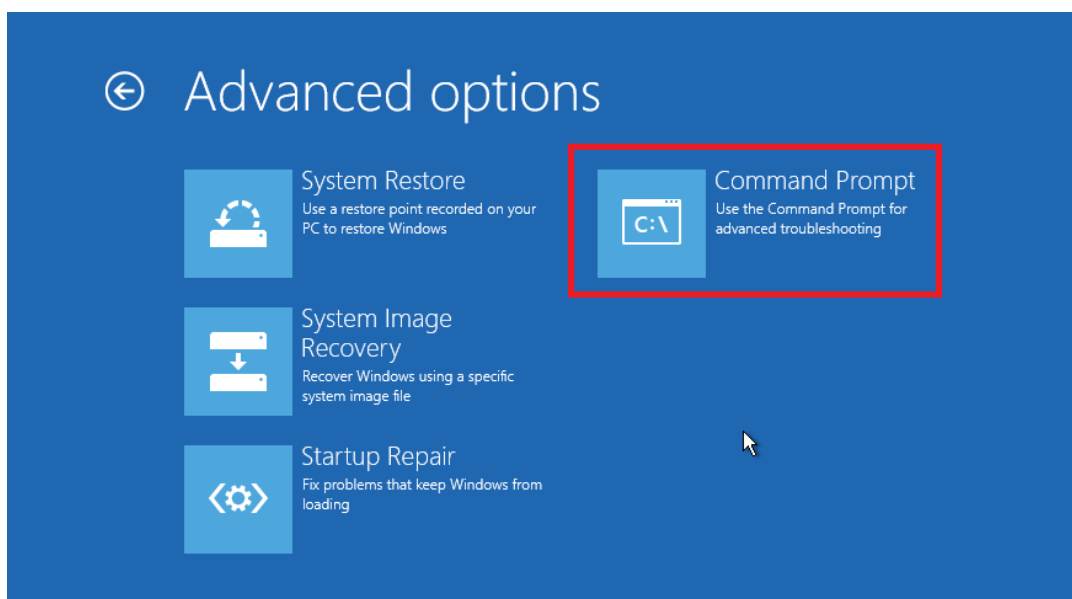 Advanced options
System Restore
Use a restore point recorded on your
PC to restore Windows
System Image
Recovery
Recover Windows using a specific
system image file
Startup Repair
Fix problems that keep Windows from
loading
C:\
Command Prompt
Use the Command Prompt for
advanced troubleshooting